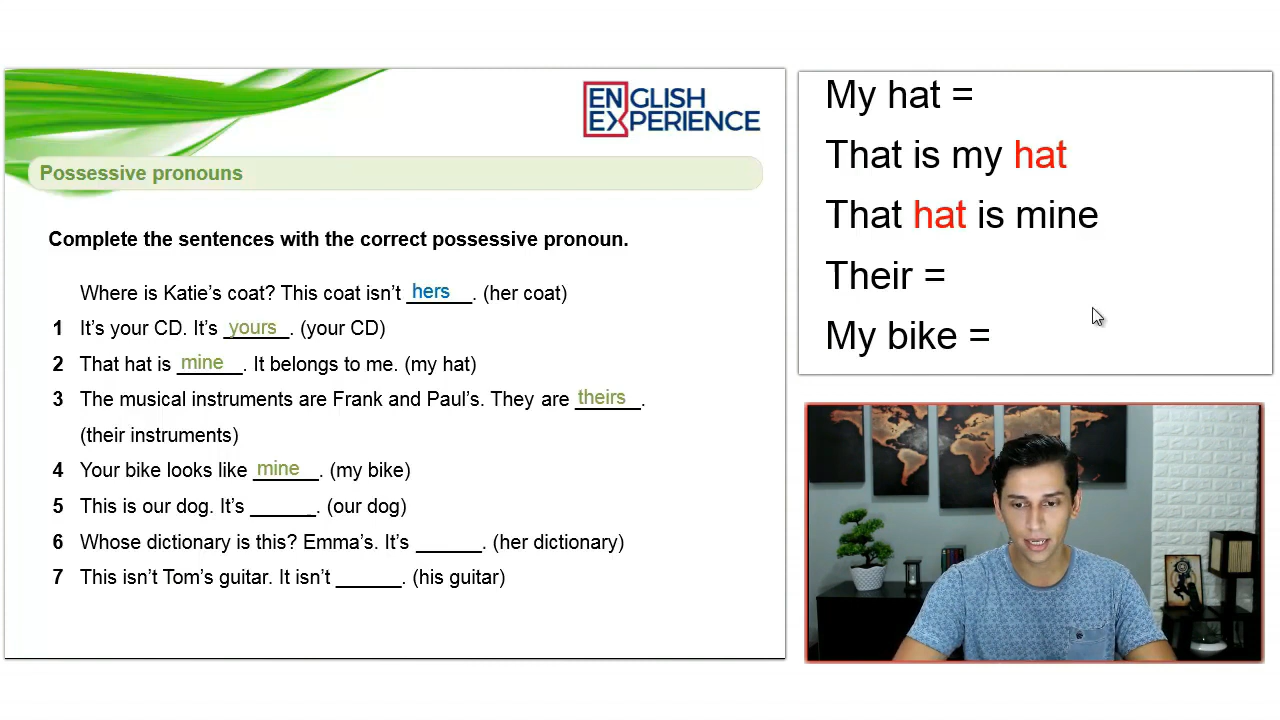 ENGLISH
EXPERIENCE
Possessive pronouns
Complete the sentences with the correct possessive pronoun.
Where is Katie's coat? This coat isn't hers. (her coat)
1 It's your CD. It's yours. (your CD)
2 That hat is mine. It belongs to me. (my hat)
3 The musical instruments are Frank and Paul's. They are theirs.
(their instruments)
4 Your bike looks like mine. (my bike)
5 This is our dog. It's ______. (our dog)
6 Whose dictionary is this? Emma's. It's ______. (her dictionary)
7 This isn't Tom's guitar. It isn't ______. (his guitar)
My hat =
That is my hat
That hat is mine
Their =
My bike =